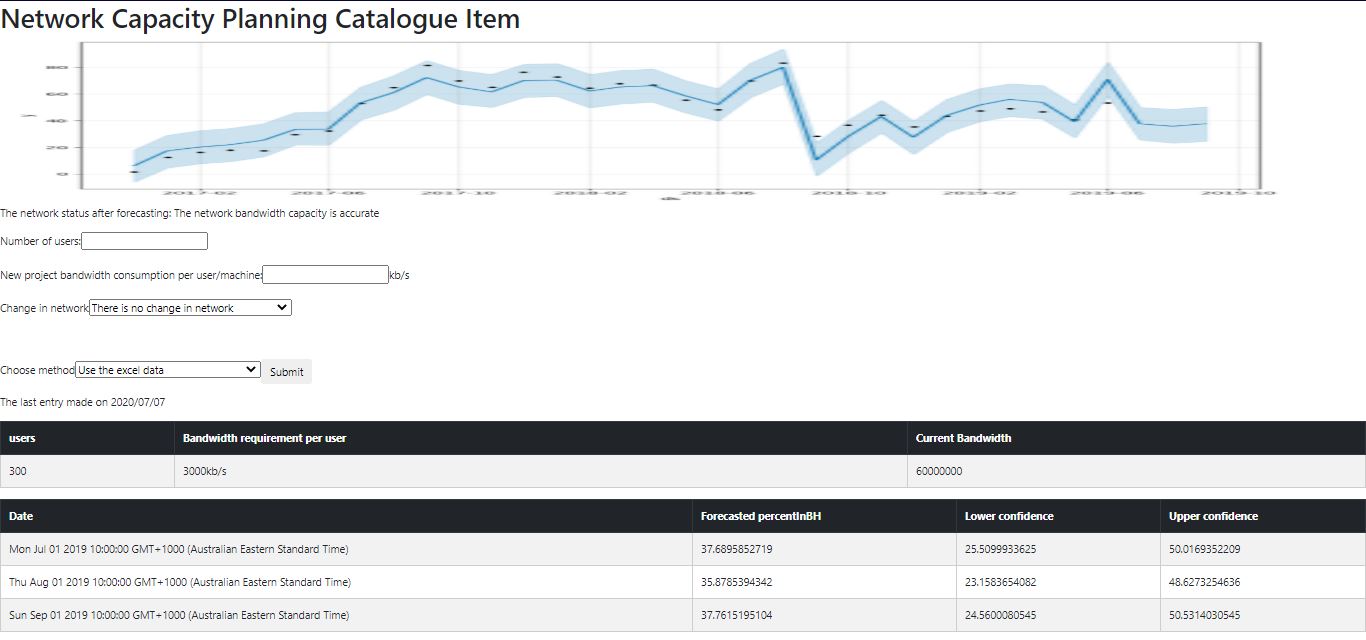 Network Capacity Planning Catalogue Item
80
60
40
20
0
2017-02 2017-06 2017-10 2018-02 2018-06 2018-10 2019-02 2019-06 2019-10
The network status after forecasting: The network bandwidth capacity is accurate
Number of users:
New project bandwidth consumption per user/machine: kb/s
Change in network There is no change in network
Choose method Use the excel data Submit
The last entry made on 2020/07/07
users Bandwidth requirement per user Current Bandwidth
300 3000kb/s 60000000
Date Forecasted percentInBH Lower confidence Upper confidence
Mon Jul 01 2019 10:00:00 GMT+1000 (Australian Eastern Standard Time) 37.6895852719 25.5099933625 50.0169352209
Thu Aug 01 2019 10:00:00 GMT+1000 (Australian Eastern Standard Time) 35.8785394342 23.1583654082 48.6273254636
Sun Sep 01 2019 10:00:00 GMT+1000 (Australian Eastern Standard Time) 37.7615195104 24.5600080545 50.5314030545